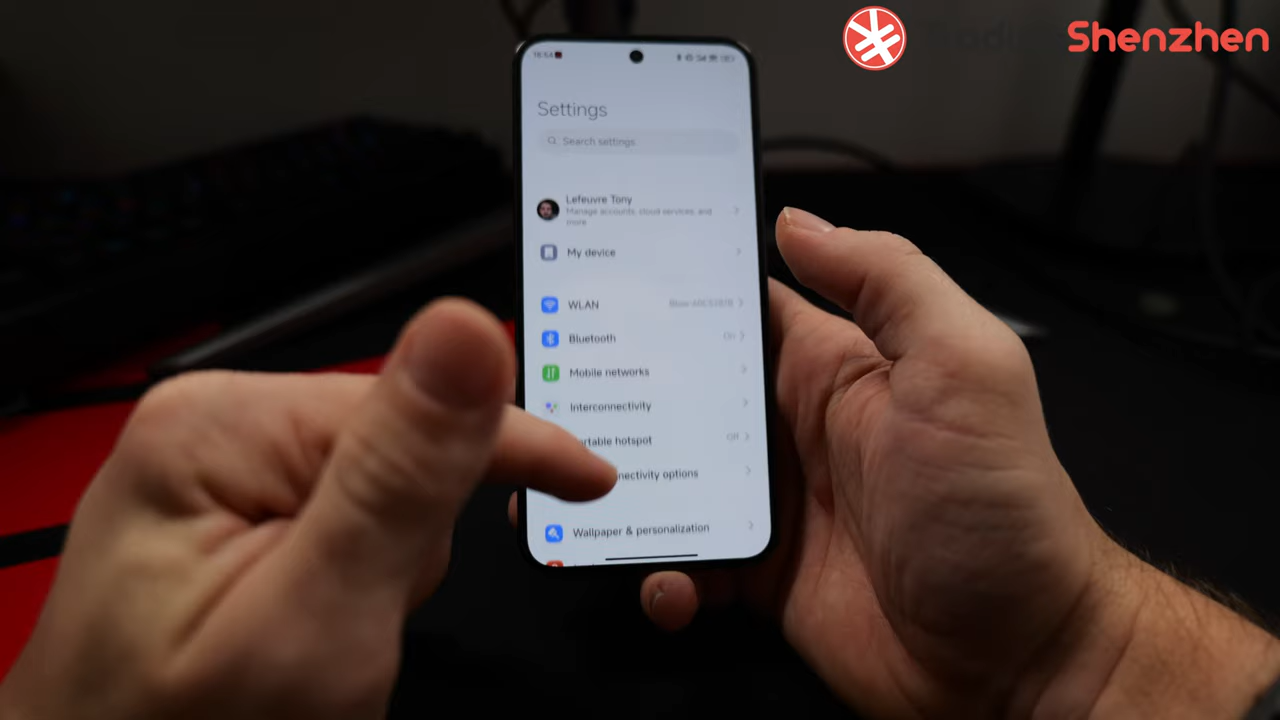 Shenzhen
Settings
Search settings
Lefeuvre Tony
Manage accounts, cloud services, and
more
My device
WLAN
Bluetooth
On
Mobile networks
Interconnectivity
rtable hotspot
Off
nectivity options
Wallpaper & personalization